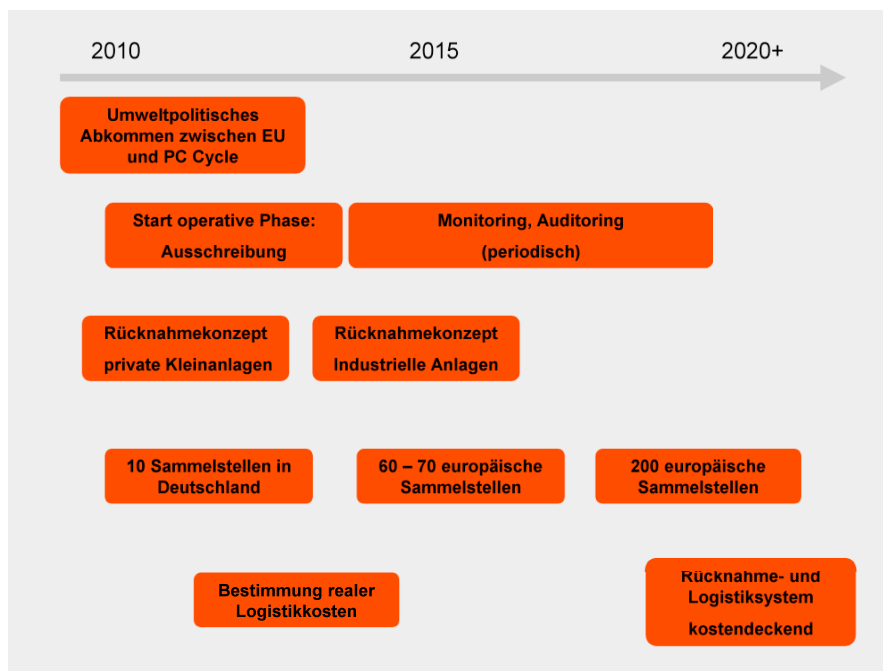 2010 2015 2020+
Umweltpolitisches
Abkommen zwischen EU
und PC Cycle
Start operative Phase:
Ausschreibung
Monitoring, Auditoring
(periodisch)
Rücknahmekonzept
private Kleinanlagen
Rücknahmekonzept
Industrielle Anlagen
10 Sammelstellen in
Deutschland
60 – 70 europäische
Sammelstellen
200 europäische
Sammelstellen
Bestimmung realer
Logistikkosten
Rücknahme- und
Logistiksystem
kostendeckend